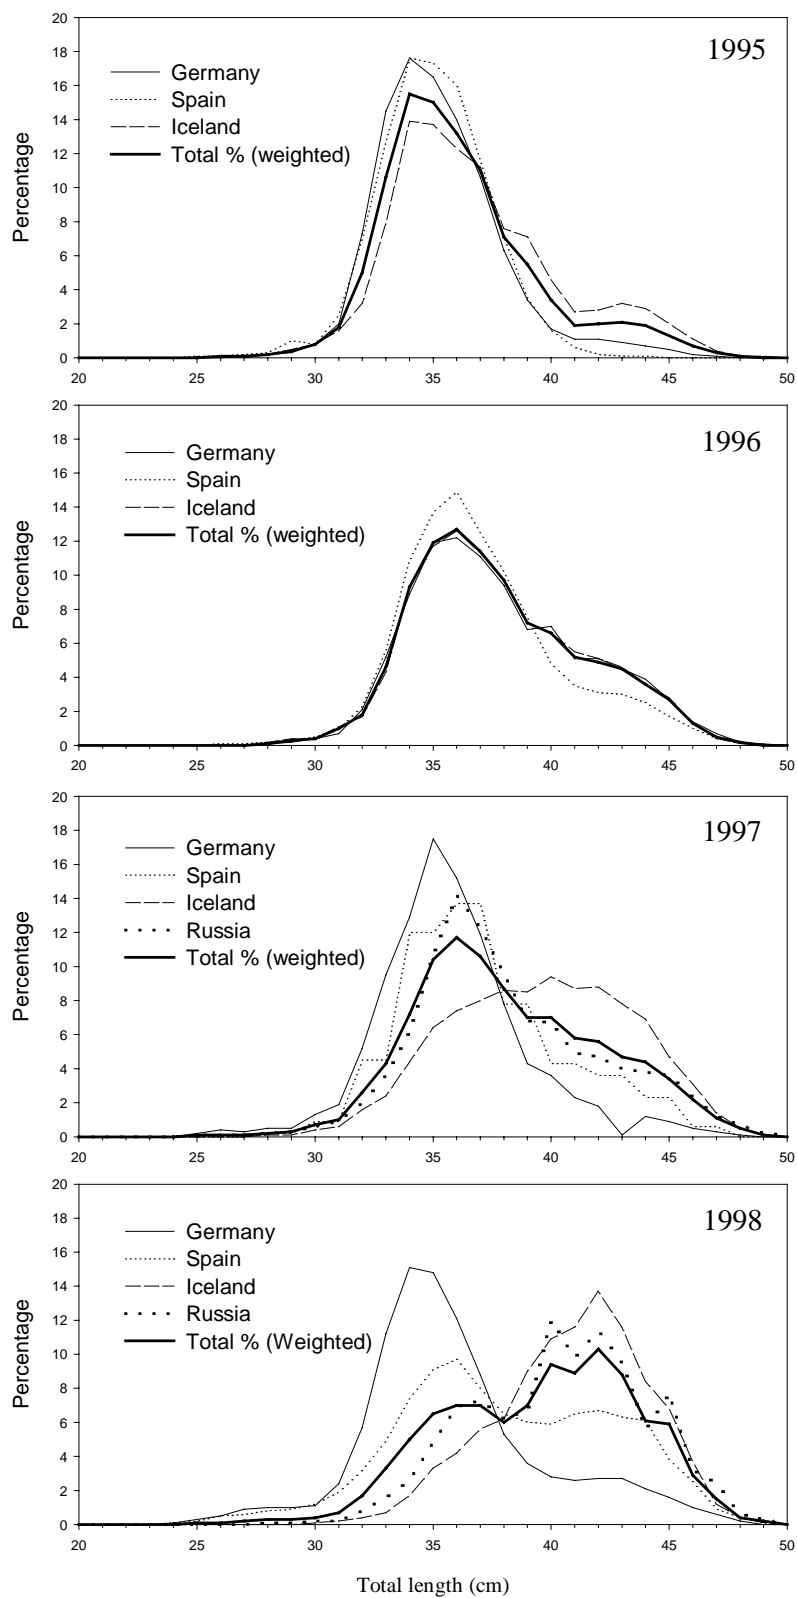 20
18
16
14
12
10
8
6
4
2
0
Percentage
1995
Germany
Spain
Iceland
Total % (weighted)
20 25 30 35 40 45 50
20
18
16
14
12
10
8
6
4
2
0
Percentage
1996
Germany
Spain
Iceland
Total % (weighted)
20 25 30 35 40 45 50
20
18
16
14
12
10
8
6
4
2
0
Percentage
1997
Germany
Spain
Iceland
Russia
Total % (weighted)
20 25 30 35 40 45 50
20
18
16
14
12
10
8
6
4
2
0
Percentage
1998
Germany
Spain
Iceland
Russia
Total % (Weighted)
20 25 30 35 40 45 50
Total length (cm)